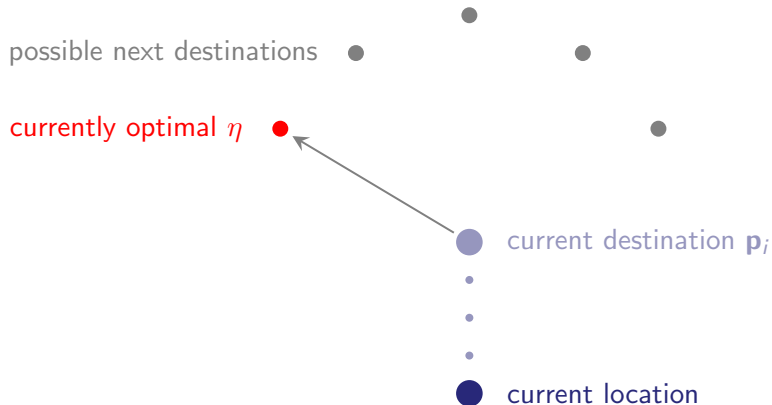 possible next destinations
currently optimal η
current destination 𝐩ᵢ
current location